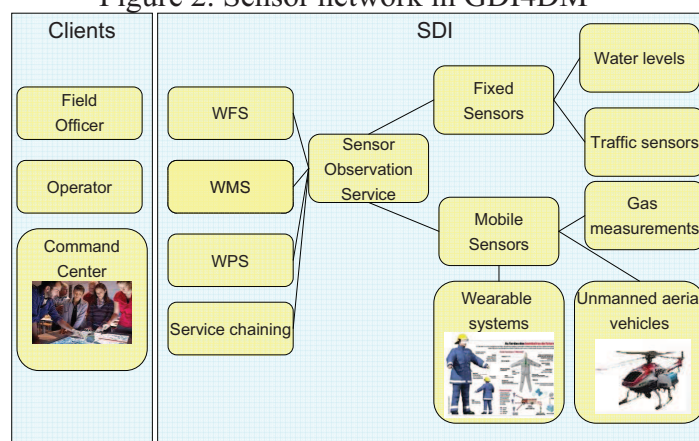 Figure 2: Sensor network in GDI4DM
Clients
SDI
Field
Officer
Operator
Command
Center
WFS
WMS
WPS
Service chaining
Sensor
Observation
Service
Fixed
Sensors
Mobile
Sensors
Water levels
Traffic sensors
Gas
measurements
Wearable
systems
Unmanned aerial
vehicles